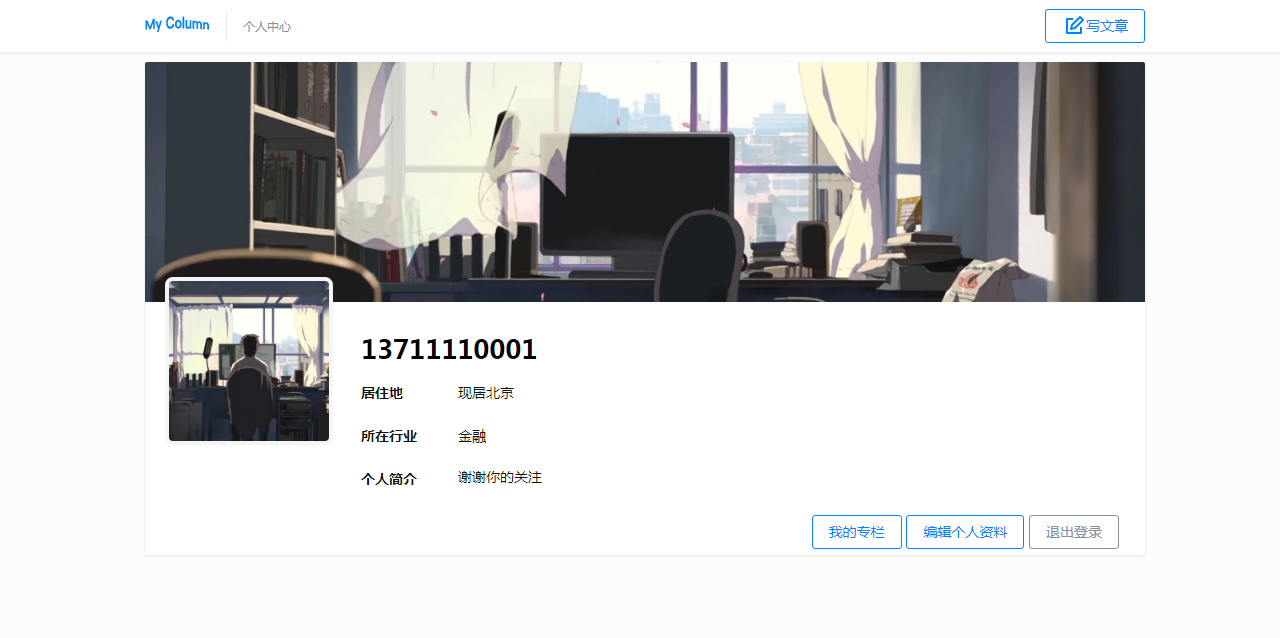 My Column 个人中心 写文章
13711110001
居住地 现居北京
所在行业 金融
个人简介 谢谢你的关注
我的专栏 编辑个人资料 退出登录